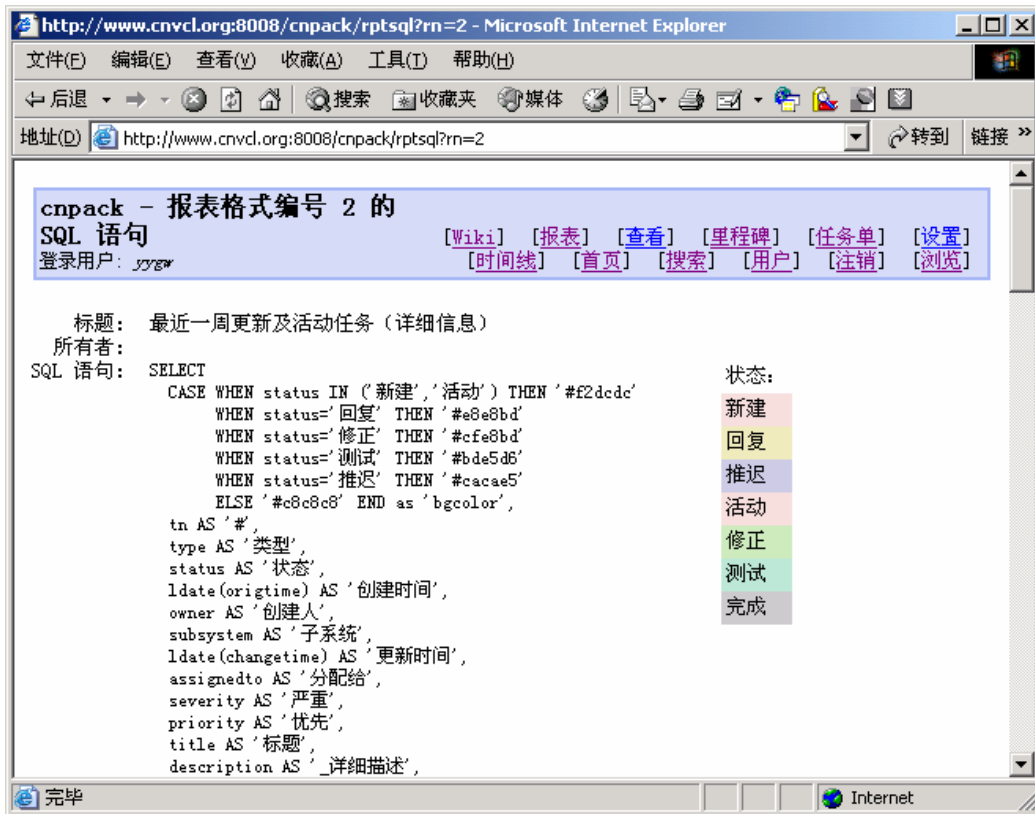 http://www.cnvcl.org:8008/cnpack/rptsql?rn=2 - Microsoft Internet Explorer
文件(F) 编辑(E) 查看(V) 收藏(A) 工具(T) 帮助(H)
后退 搜索 收藏夹 媒体
地址(D) http://www.cnvcl.org:8008/cnpack/rptsql?rn=2 转到 链接 »
cnpack - 报表格式编号 2 的
SQL 语句
登录用户: yygw
[Wiki] [报表] [查看] [里程碑] [任务单] [设置]
[时间线] [首页] [搜索] [用户] [注销] [浏览]
标题: 最近一周更新及活动任务（详细信息）
所有者:
SQL 语句: SELECT
CASE WHEN status IN ('新建','活动') THEN '#f2dcdc'
WHEN status='回复' THEN '#e8e8bd'
WHEN status='修正' THEN '#cfe8bd'
WHEN status='测试' THEN '#bde5d6'
WHEN status='推迟' THEN '#cacae5'
ELSE '#c8c8c8' END as 'bgcolor',
tn AS '#',
type AS '类型',
status AS '状态',
ldate(origtime) AS '创建时间',
owner AS '创建人',
subsystem AS '子系统',
ldate(changetime) AS '更新时间',
assignedto AS '分配给',
severity AS '严重',
priority AS '优先',
title AS '标题',
description AS '_详细描述',
状态:
新建
回复
推迟
活动
修正
测试
完成
完毕
Internet